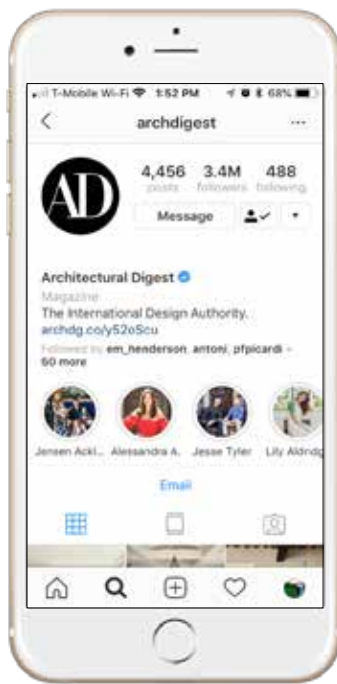 T-Mobile Wi-Fi 1:52 PM 68%
archdigest
AD
4,456 3.4M 488
posts followers following
Message
Architectural Digest
Magazine
The International Design Authority.
archdg.co/y52oScu
Followed by em_henderson, antoni, pfpicardi +
60 more
Jensen Ackl... Alessandra A. Jesse Tyler Lily Aldridg
Email